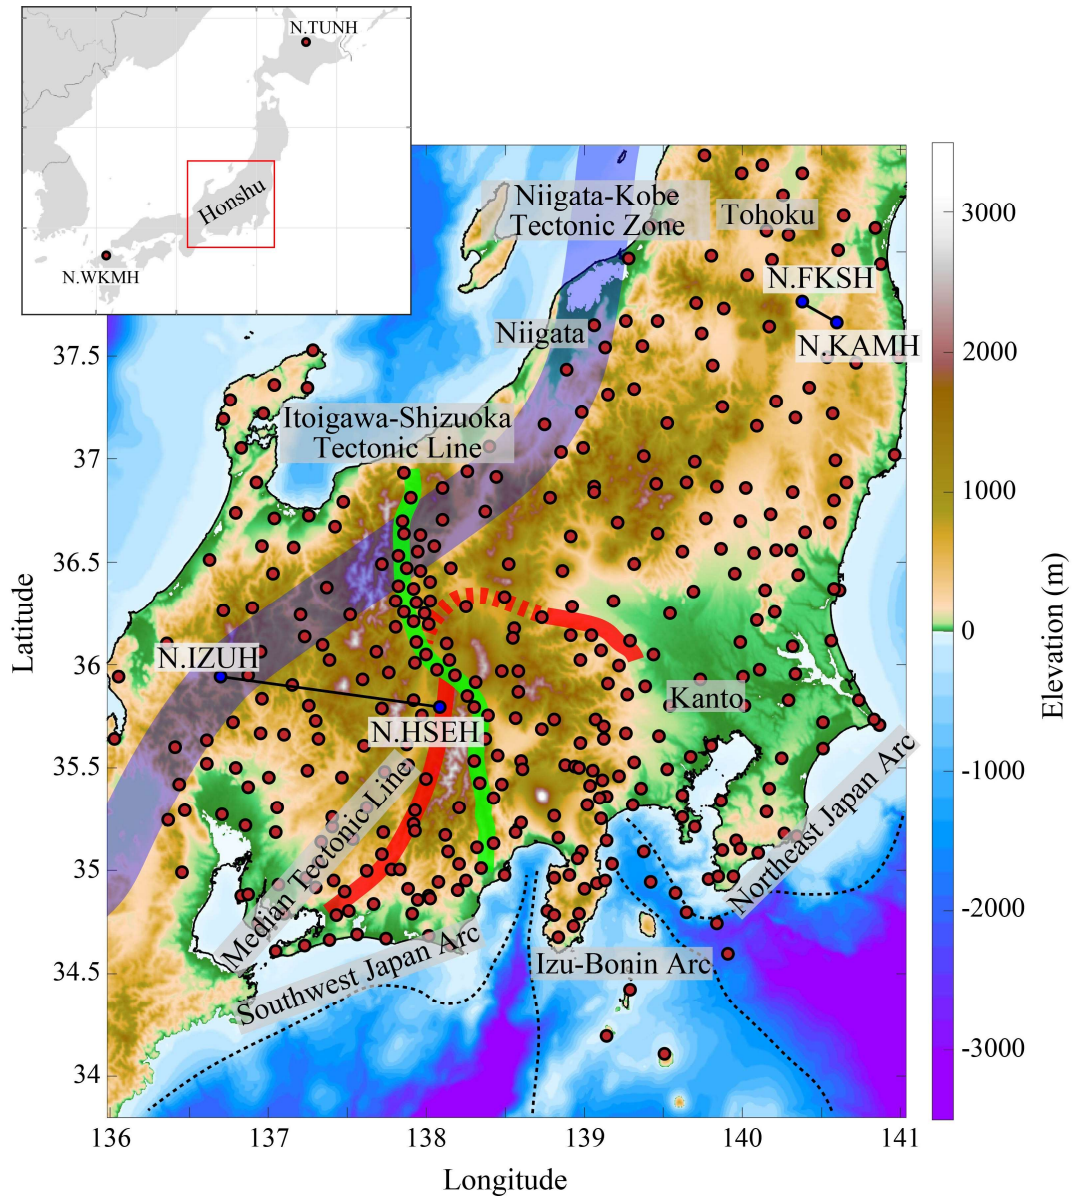 N.TUNH
Honshu
N.WKMH
Niigata-Kobe
Tectonic Zone
Tohoku
N.FKSH
Niigata
N.KAMH
Itoigawa-Shizuoka
Tectonic Line
N.IZUH
Kanto
N.HSEH
Median Tectonic Line
Northeast Japan Arc
Southwest Japan Arc
Izu-Bonin Arc
37.5
37
36.5
36
35.5
35
34.5
34
Latitude
136
137
138
139
140
141
Longitude
3000
2000
1000
0
-1000
-2000
-3000
Elevation (m)